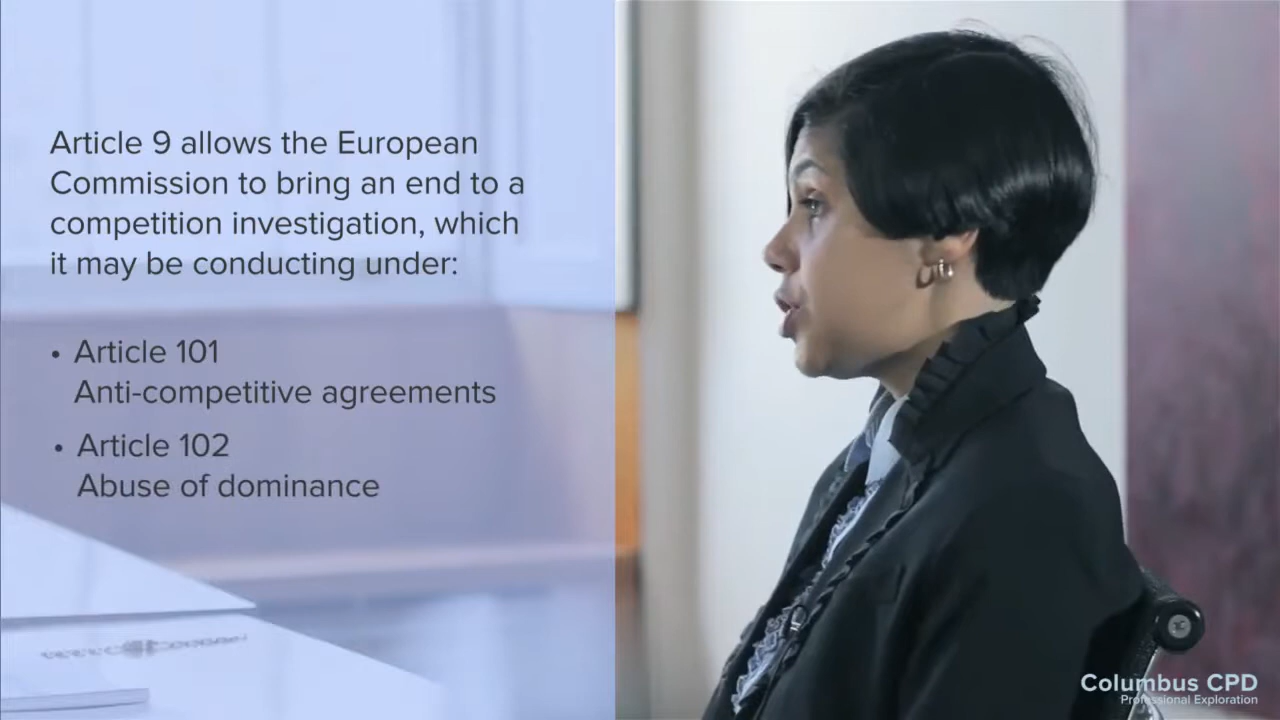 Article 9 allows the European
Commission to bring an end to a
competition investigation, which
it may be conducting under:
• Article 101
Anti-competitive agreements
• Article 102
Abuse of dominance
Columbus CPD
Professional Exploration